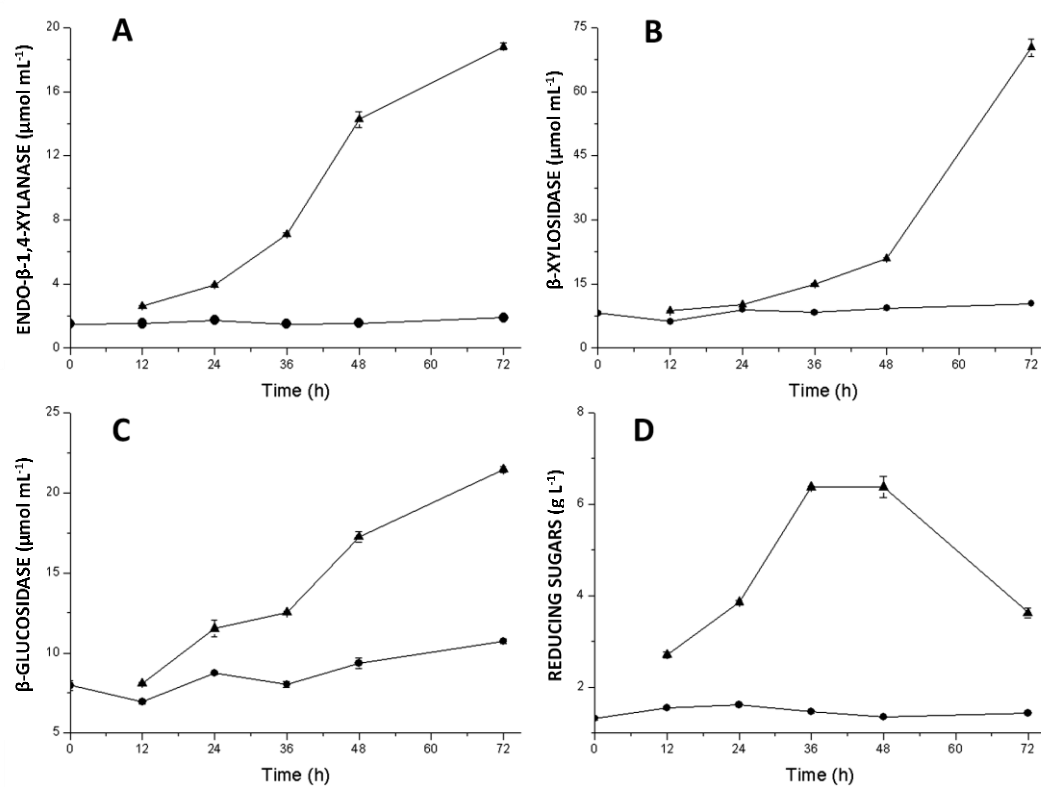 A
ENDO-β-1,4-XYLANASE (μmol mL⁻¹)
20
16
12
8
4
0
0 12 24 36 48 60 72
Time (h)
B
β-XYLOSIDASE (μmol mL⁻¹)
75
60
45
30
15
0
0 12 24 36 48 60 72
Time (h)
C
β-GLUCOSIDASE (μmol mL⁻¹)
25
20
15
10
5
0 12 24 36 48 60 72
Time (h)
D
REDUCING SUGARS (g L⁻¹)
8
6
4
2
0 12 24 36 48 60 72
Time (h)